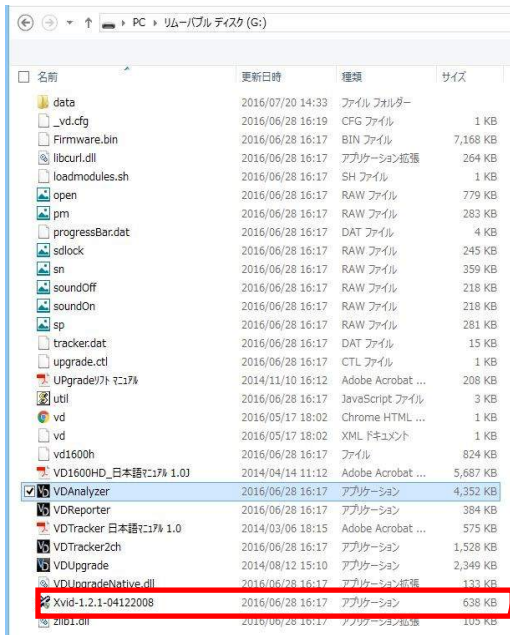 PC ▸ リムーバブル ディスク (G:)
名前 更新日時 種類 サイズ
data 2016/07/20 14:33 ファイル フォルダー
_vd.cfg 2016/06/28 16:19 CFG ファイル 1 KB
Firmware.bin 2016/06/28 16:17 BIN ファイル 7,168 KB
libcurl.dll 2016/06/28 16:17 アプリケーション拡張 264 KB
loadmodules.sh 2016/06/28 16:17 SH ファイル 1 KB
open 2016/06/28 16:17 RAW ファイル 779 KB
pm 2016/06/28 16:17 RAW ファイル 283 KB
progressBar.dat 2016/06/28 16:17 DAT ファイル 4 KB
sdlock 2016/06/28 16:17 RAW ファイル 245 KB
sn 2016/06/28 16:17 RAW ファイル 359 KB
soundOff 2016/06/28 16:17 RAW ファイル 218 KB
soundOn 2016/06/28 16:17 RAW ファイル 218 KB
sp 2016/06/28 16:17 RAW ファイル 281 KB
tracker.dat 2016/06/28 16:17 DAT ファイル 15 KB
upgrade.ctl 2016/06/28 16:17 CTL ファイル 1 KB
UPgradeソフト マニュアル 2014/11/10 16:12 Adobe Acrobat ... 208 KB
util 2016/06/28 16:17 JavaScript ファイル 3 KB
vd 2016/05/17 18:02 Chrome HTML ... 1 KB
vd 2016/05/17 18:02 XML ドキュメント 1 KB
vd1600h 2016/06/28 16:17 ファイル 824 KB
VD1600HD_日本語マニュアル 1.0J 2014/04/14 11:12 Adobe Acrobat ... 5,687 KB
VDAnalyzer 2016/06/28 16:17 アプリケーション 4,352 KB
VDReporter 2016/06/28 16:17 アプリケーション 384 KB
VDTracker 日本語マニュアル 1.0 2014/03/06 18:15 Adobe Acrobat ... 575 KB
VDTracker2ch 2016/06/28 16:17 アプリケーション 1,528 KB
VDUpgrade 2014/08/12 15:10 アプリケーション 2,349 KB
VDUpgradeNative.dll 2016/06/28 16:17 アプリケーション拡張 133 KB
Xvid-1.2.1-04122008 2016/06/28 16:17 アプリケーション 638 KB
zlib1.dll 2016/06/28 16:17 アプリケーション拡張 105 KB